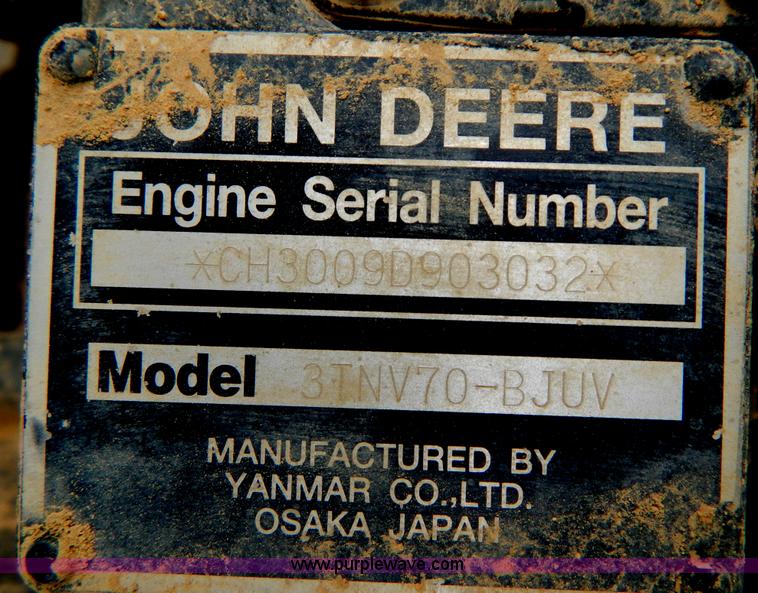 JOHN DEERE
Engine Serial Number
*CH3009D903032*
Model 3TNV70-BJUV
MANUFACTURED BY
YANMAR CO.,LTD.
OSAKA JAPAN
www.purplewave.com